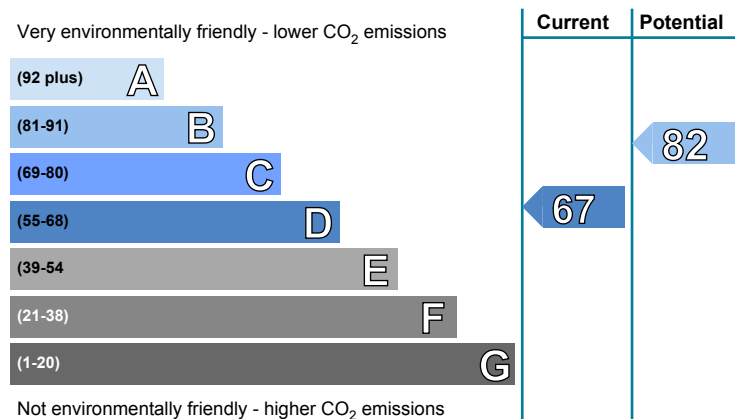 Very environmentally friendly - lower CO₂ emissions
Current
Potential
(92 plus) A
(81-91) B
(69-80) C
(55-68) D
(39-54 E
(21-38) F
(1-20) G
67
82
Not environmentally friendly - higher CO₂ emissions